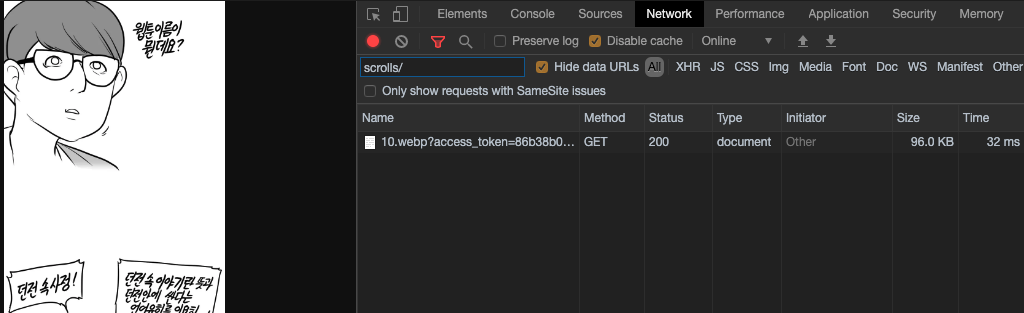 웹툰이름이
뭔데요?
던전 속사정!
던전 속 이야기란 뜻과
던전안에 싼다는
Elements Console Sources Network Performance Application Security Memory
Preserve log Disable cache Online
scrolls/ Hide data URLs All XHR JS CSS Img Media Font Doc WS Manifest Other
Only show requests with SameSite issues
Name Method Status Type Initiator Size Time
10.webp?access_token=86b38b0... GET 200 document Other 96.0 KB 32 ms